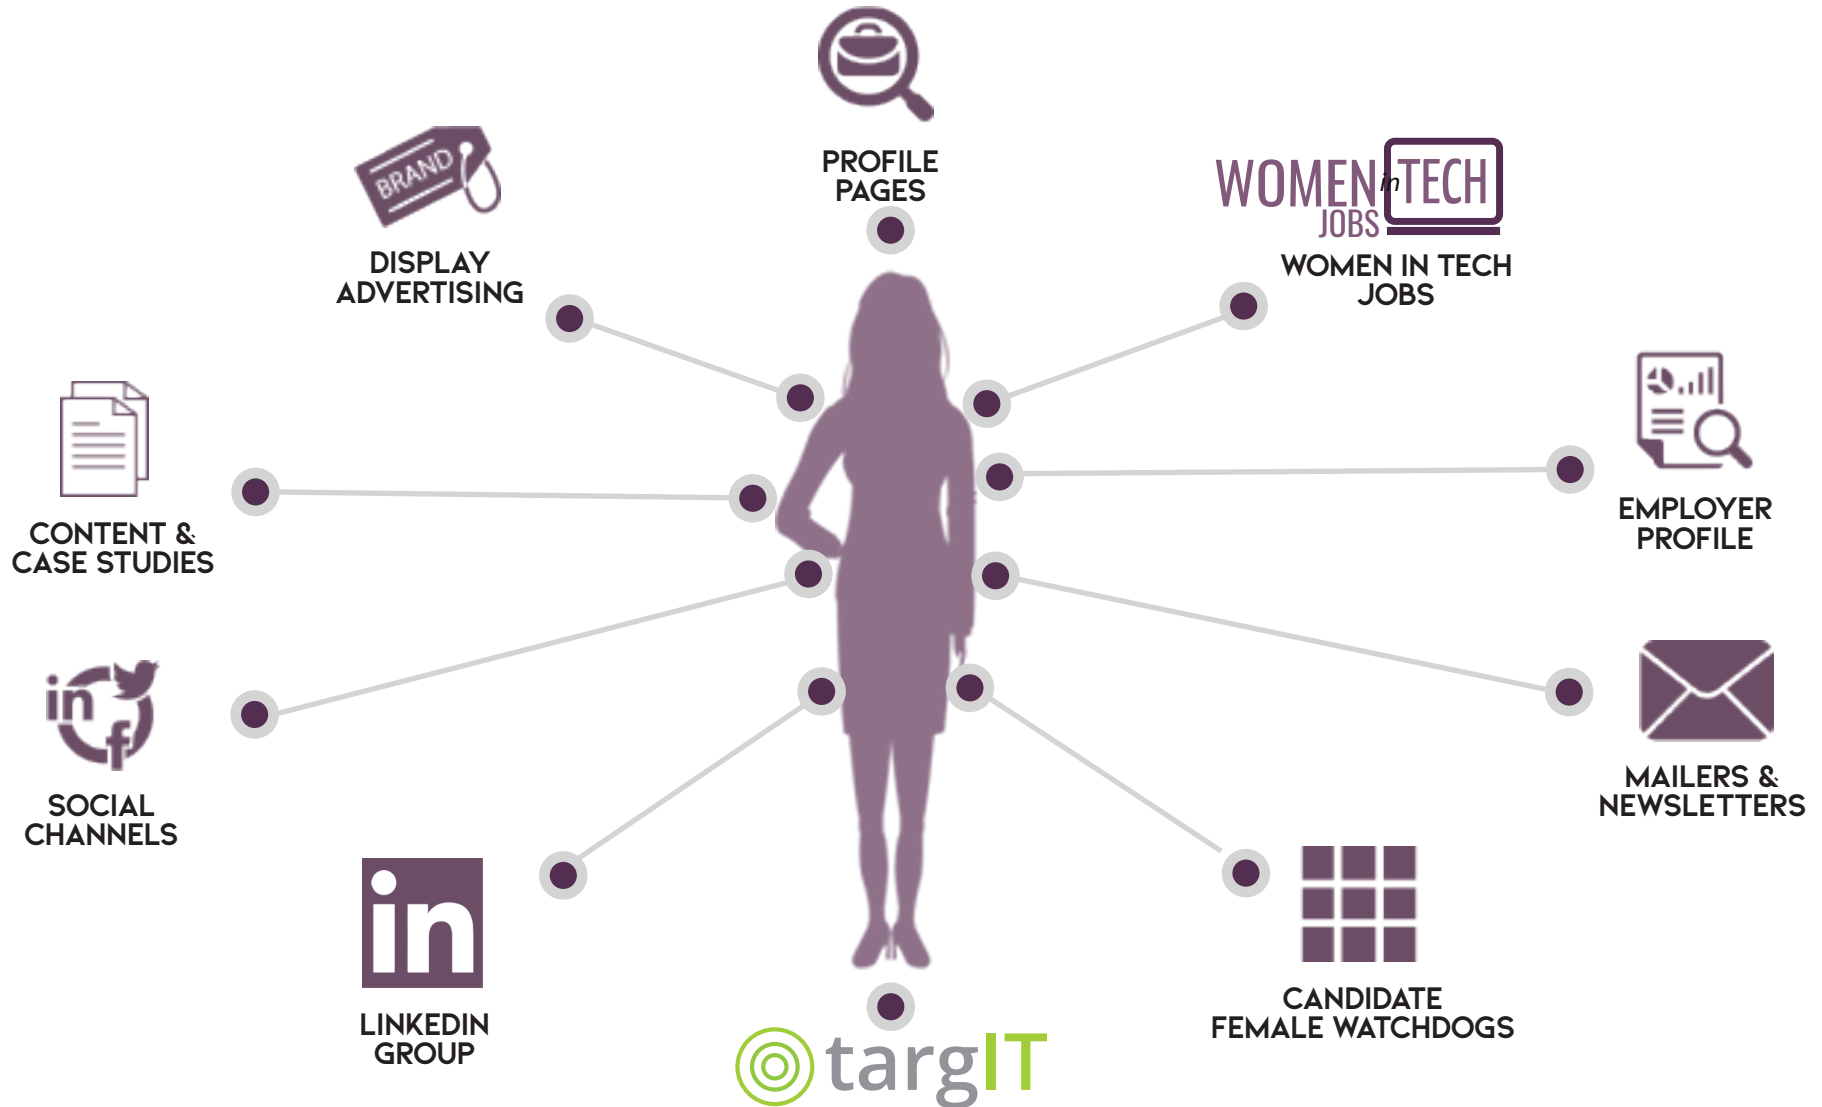 PROFILE
PAGES
BRAND
DISPLAY
ADVERTISING
WOMEN in TECH
JOBS
WOMEN IN TECH
JOBS
CONTENT &
CASE STUDIES
EMPLOYER
PROFILE
in
f
SOCIAL
CHANNELS
MAILERS &
NEWSLETTERS
in
LINKEDIN
GROUP
CANDIDATE
FEMALE WATCHDOGS
targIT